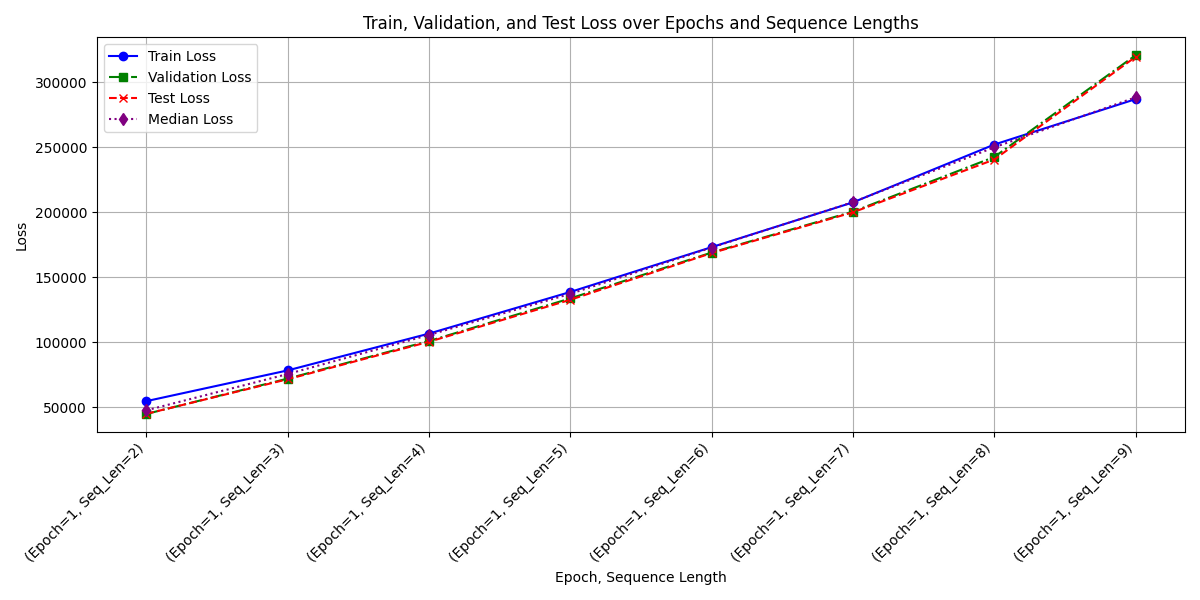 Train, Validation, and Test Loss over Epochs and Sequence Lengths
Train Loss
Validation Loss
Test Loss
Median Loss
Loss
300000
250000
200000
150000
100000
50000
(Epoch=1, Seq_Len=2)
(Epoch=1, Seq_Len=3)
(Epoch=1, Seq_Len=4)
(Epoch=1, Seq_Len=5)
(Epoch=1, Seq_Len=6)
(Epoch=1, Seq_Len=7)
(Epoch=1, Seq_Len=8)
(Epoch=1, Seq_Len=9)
Epoch, Sequence Length